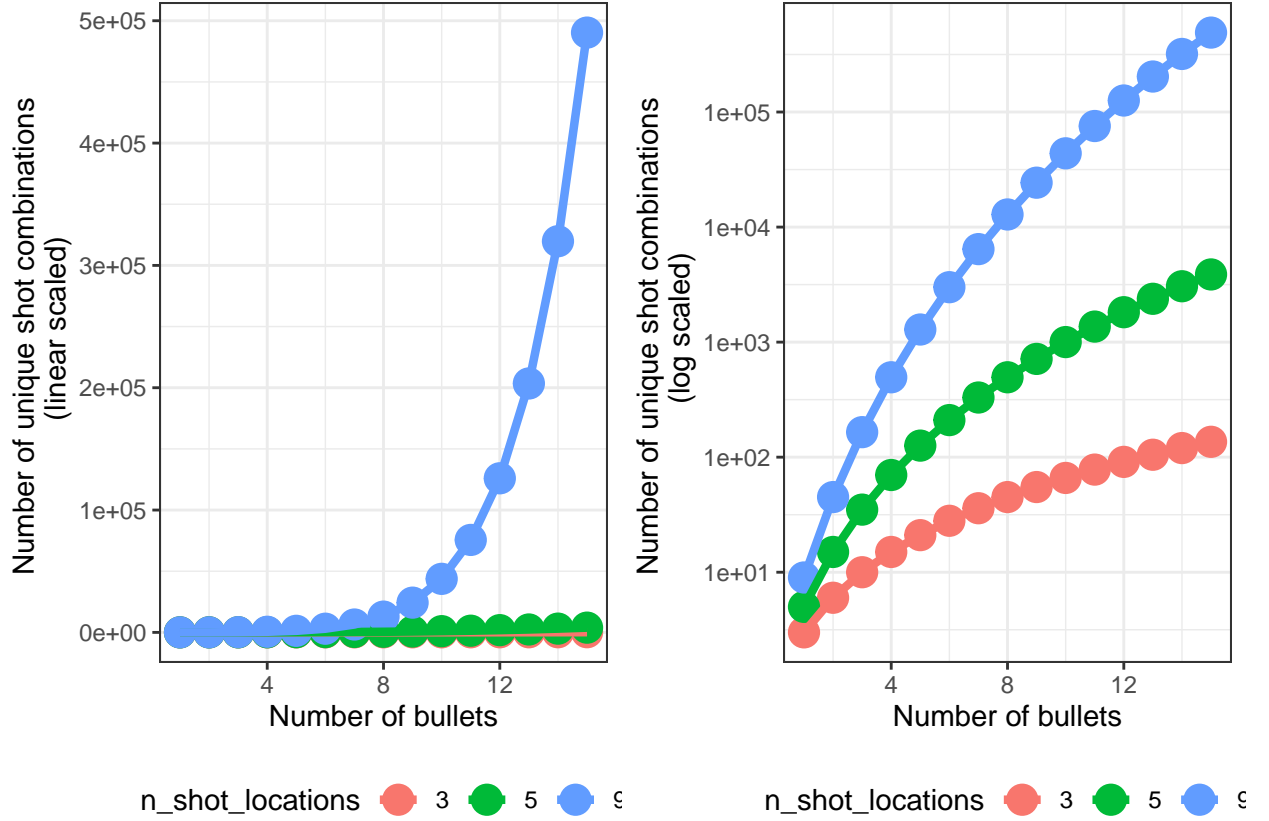 Number of unique shot combinations
(linear scaled)
5e+05
4e+05
3e+05
2e+05
1e+05
0e+00
4 8 12
Number of bullets
n_shot_locations 3 5 9
Number of unique shot combinations
(log scaled)
1e+05
1e+04
1e+03
1e+02
1e+01
4 8 12
Number of bullets
n_shot_locations 3 5 9